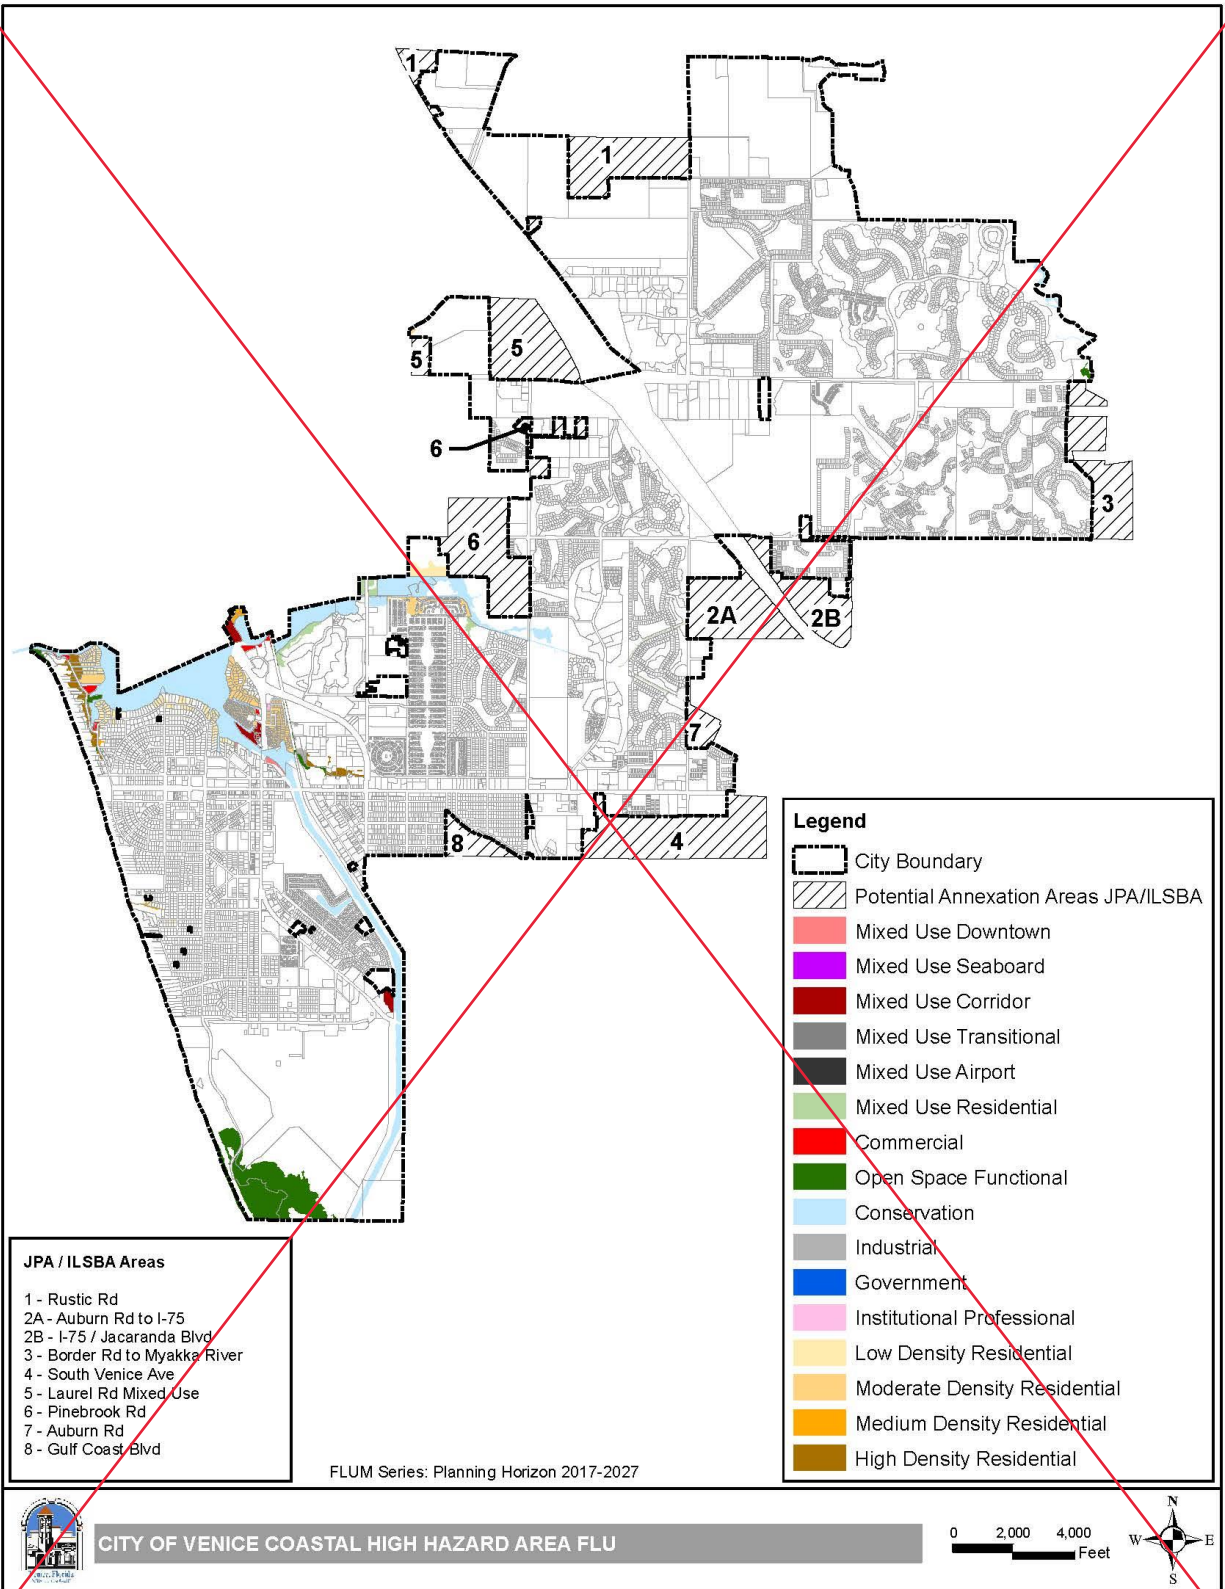 1
1
5
5
6
6
3
2A
2B
7
4
8
Legend
City Boundary
Potential Annexation Areas JPA/ILSBA
Mixed Use Downtown
Mixed Use Seaboard
Mixed Use Corridor
Mixed Use Transitional
Mixed Use Airport
Mixed Use Residential
Commercial
Open Space Functional
Conservation
Industrial
Government
Institutional Professional
Low Density Residential
Moderate Density Residential
Medium Density Residential
High Density Residential
JPA / ILSBA Areas
1 - Rustic Rd
2A - Auburn Rd to I-75
2B - I-75 / Jacaranda Blvd
3 - Border Rd to Myakka River
4 - South Venice Ave
5 - Laurel Rd Mixed Use
6 - Pinebrook Rd
7 - Auburn Rd
8 - Gulf Coast Blvd
FLUM Series: Planning Horizon 2017-2027
CITY OF VENICE COASTAL HIGH HAZARD AREA FLU
0 2,000 4,000
Feet
N
W E
S
Venice, Florida